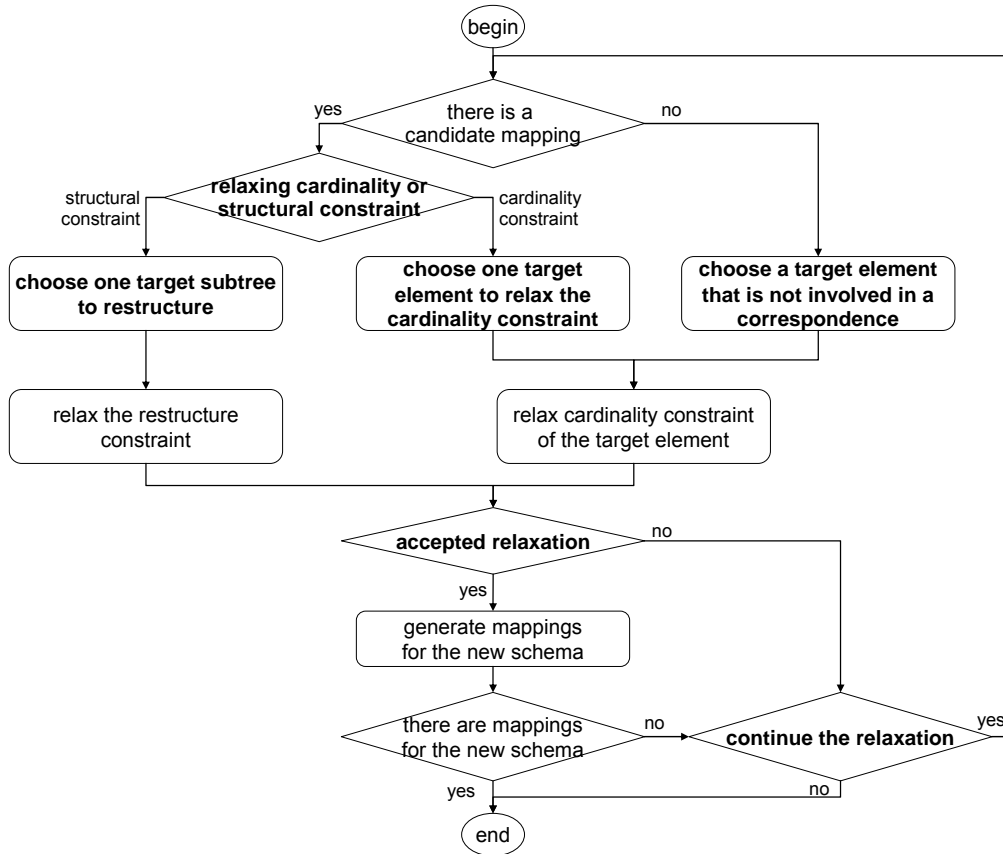 begin
yes
there is a
candidate mapping
no
structural
constraint
relaxing cardinality or
structural constraint
cardinality
constraint
choose one target subtree
to restructure
choose one target
element to relax the
cardinality constraint
choose a target element
that is not involved in a
correspondence
relax the restructure
constraint
relax cardinality constraint
of the target element
accepted relaxation
no
yes
generate mappings
for the new schema
there are mappings
for the new schema
no
continue the relaxation
yes
yes
no
end